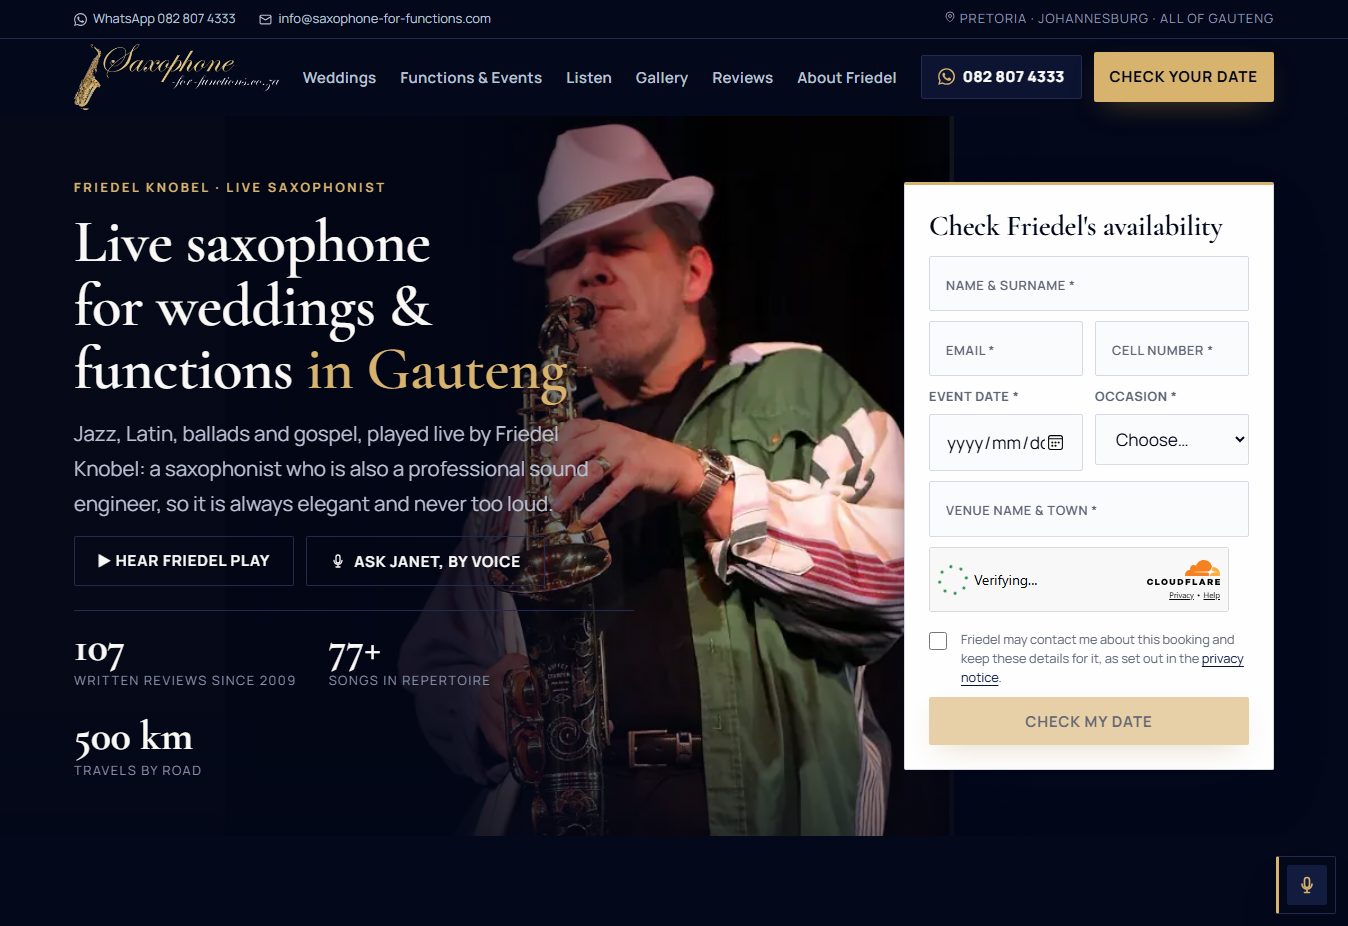 WhatsApp 082 807 4333
info@saxophone-for-functions.com
PRETORIA · JOHANNESBURG · ALL OF GAUTENG
Saxophone
-for-functions.co.za
Weddings
Functions & Events
Listen
Gallery
Reviews
About Friedel
082 807 4333
CHECK YOUR DATE
FRIEDEL KNOBEL · LIVE SAXOPHONIST
Live saxophone
for weddings &
functions in Gauteng
Jazz, Latin, ballads and gospel, played live by Friedel
Knobel: a saxophonist who is also a professional sound
engineer, so it is always elegant and never too loud.
HEAR FRIEDEL PLAY
ASK JANET, BY VOICE
107
WRITTEN REVIEWS SINCE 2009
77+
SONGS IN REPERTOIRE
500 km
TRAVELS BY ROAD
Check Friedel's availability
NAME & SURNAME *
EMAIL *
CELL NUMBER *
EVENT DATE *
OCCASION *
yyyy/mm/dd
Choose...
VENUE NAME & TOWN *
Verifying...
CLOUDFLARE
Privacy • Help
Friedel may contact me about this booking and
keep these details for it, as set out in the privacy
notice.
CHECK MY DATE